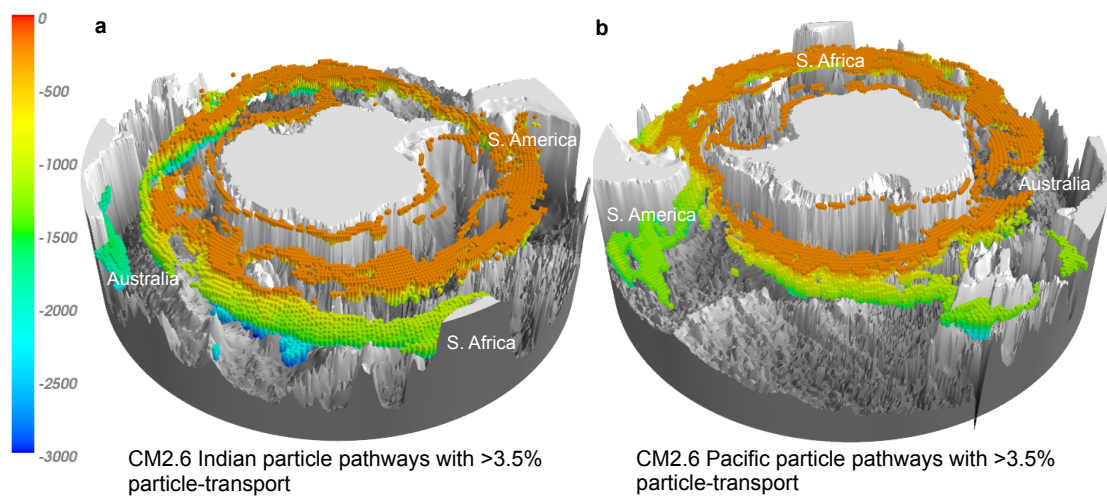 0
-500
-1000
-1500
-2000
-2500
-3000
a
S. America
Australia
S. Africa
CM2.6 Indian particle pathways with >3.5%
particle-transport
b
S. Africa
Australia
S. America
CM2.6 Pacific particle pathways with >3.5%
particle-transport